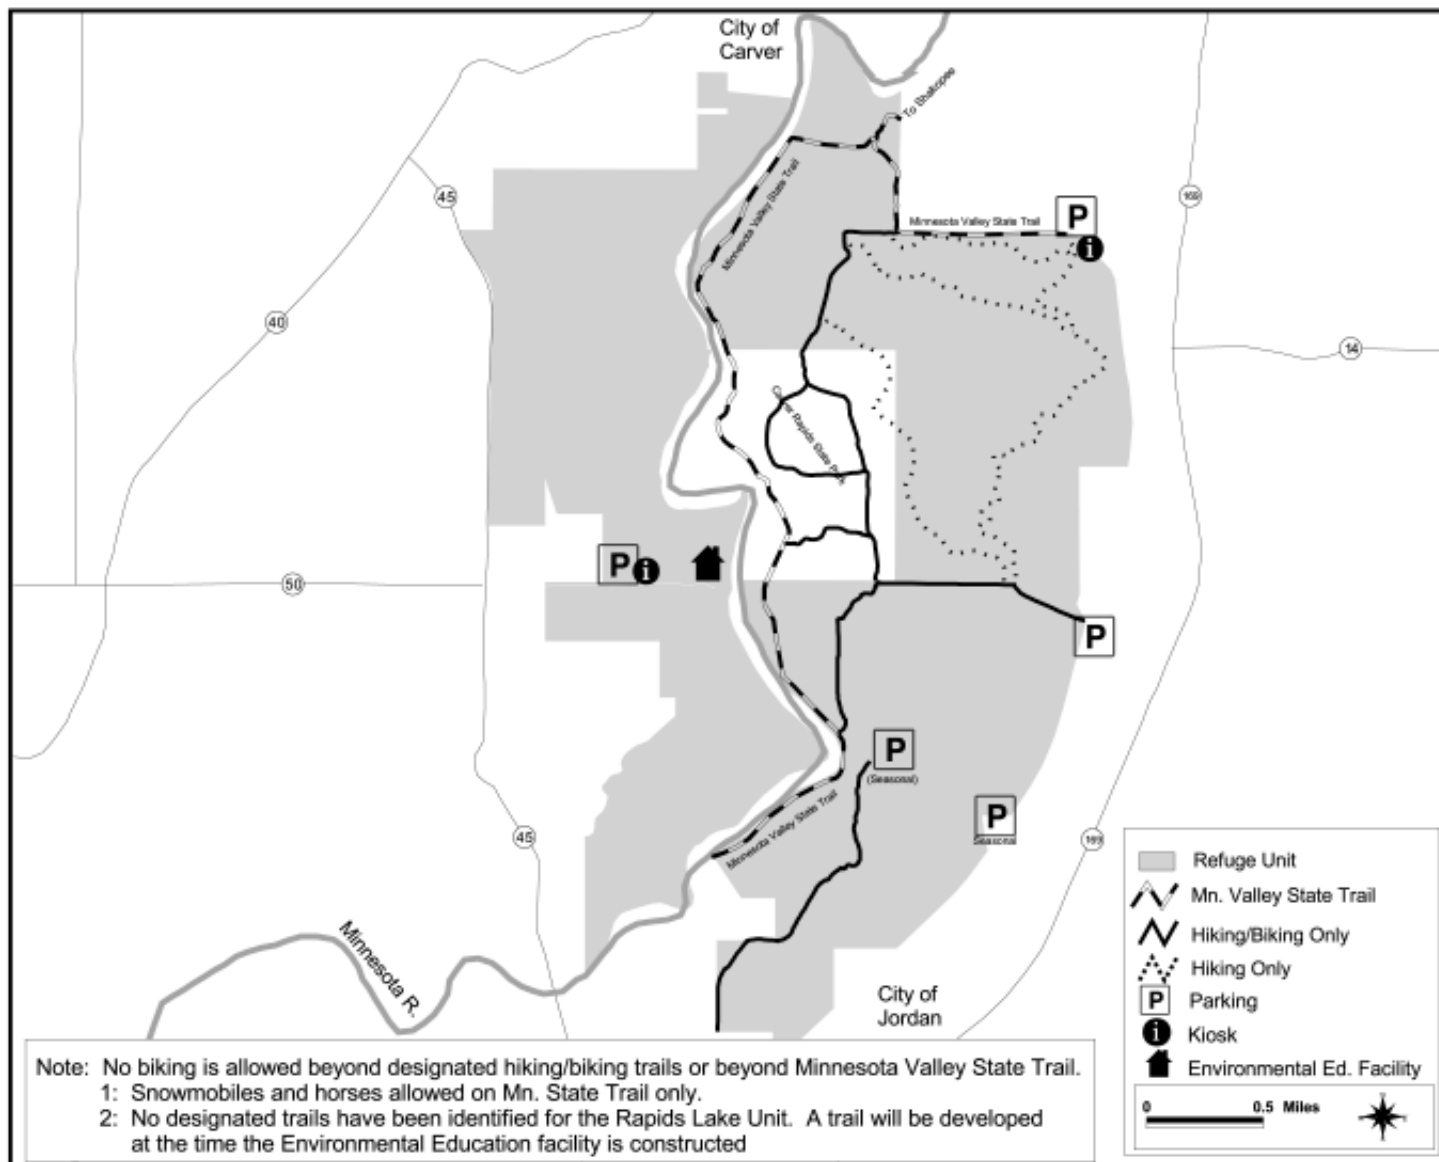 City of
Carver
To Shakopee
45
169
Minnesota Valley State Trail
P
Minnesota Valley State Trail
i
40
14
Carver Rapids State Park
50
P
i
P
P
(Seasonal)
P
Seasonal
45
169
Minnesota Valley State Trail
Minnesota R.
City of
Jordan
Refuge Unit
Mn. Valley State Trail
Hiking/Biking Only
Hiking Only
P Parking
i Kiosk
Environmental Ed. Facility
0 0.5 Miles
Note: No biking is allowed beyond designated hiking/biking trails or beyond Minnesota Valley State Trail.
1: Snowmobiles and horses allowed on Mn. State Trail only.
2: No designated trails have been identified for the Rapids Lake Unit. A trail will be developed
at the time the Environmental Education facility is constructed